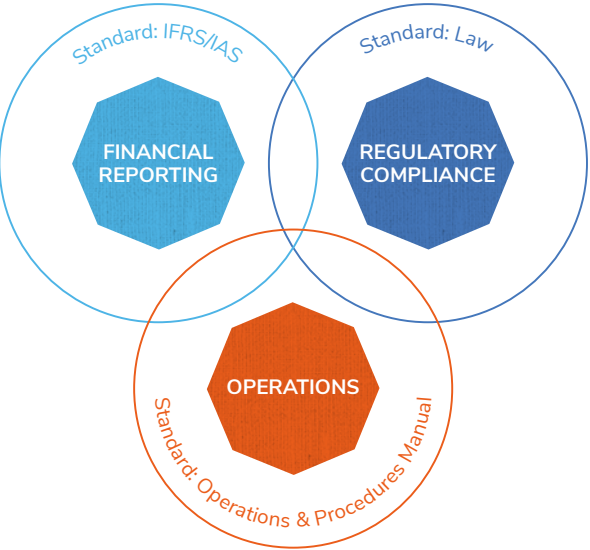 Standard: IFRS/IAS
FINANCIAL
REPORTING
Standard: Law
REGULATORY
COMPLIANCE
OPERATIONS
Standard: Operations & Procedures Manual